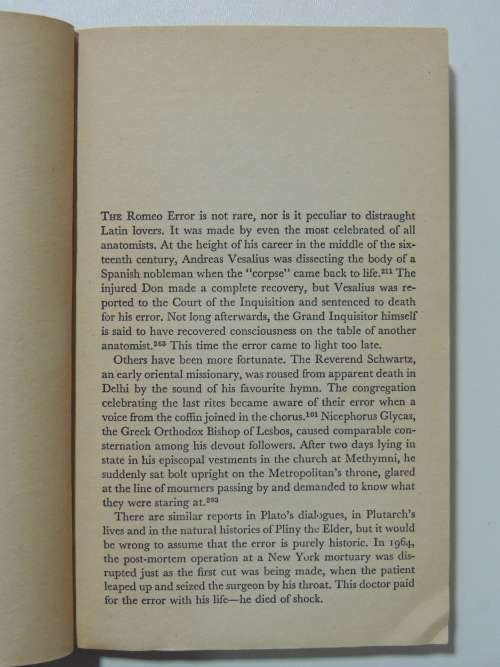 THE Romeo Error is not rare, nor is it peculiar to distraught
Latin lovers. It was made by even the most celebrated of all
anatomists. At the height of his career in the middle of the six-
teenth century, Andreas Vesalius was dissecting the body of a
Spanish nobleman when the "corpse" came back to life.²¹¹ The
injured Don made a complete recovery, but Vesalius was re-
ported to the Court of the Inquisition and sentenced to death
for his error. Not long afterwards, the Grand Inquisitor himself
is said to have recovered consciousness on the table of another
anatomist.²⁶³ This time the error came to light too late.
Others have been more fortunate. The Reverend Schwartz,
an early oriental missionary, was roused from apparent death in
Delhi by the sound of his favourite hymn. The congregation
celebrating the last rites became aware of their error when a
voice from the coffin joined in the chorus.¹⁰¹ Nicephorus Glycas,
the Greek Orthodox Bishop of Lesbos, caused comparable con-
sternation among his devout followers. After two days lying in
state in his episcopal vestments in the church at Methymni, he
suddenly sat bolt upright on the Metropolitan's throne, glared
at the line of mourners passing by and demanded to know what
they were staring at.²⁵³
There are similar reports in Plato's dialogues, in Plutarch's
lives and in the natural histories of Pliny the Elder, but it would
be wrong to assume that the error is purely historic. In 1964,
the post-mortem operation at a New York mortuary was dis-
rupted just as the first cut was being made, when the patient
leaped up and seized the surgeon by his throat. This doctor paid
for the error with his life—he died of shock.